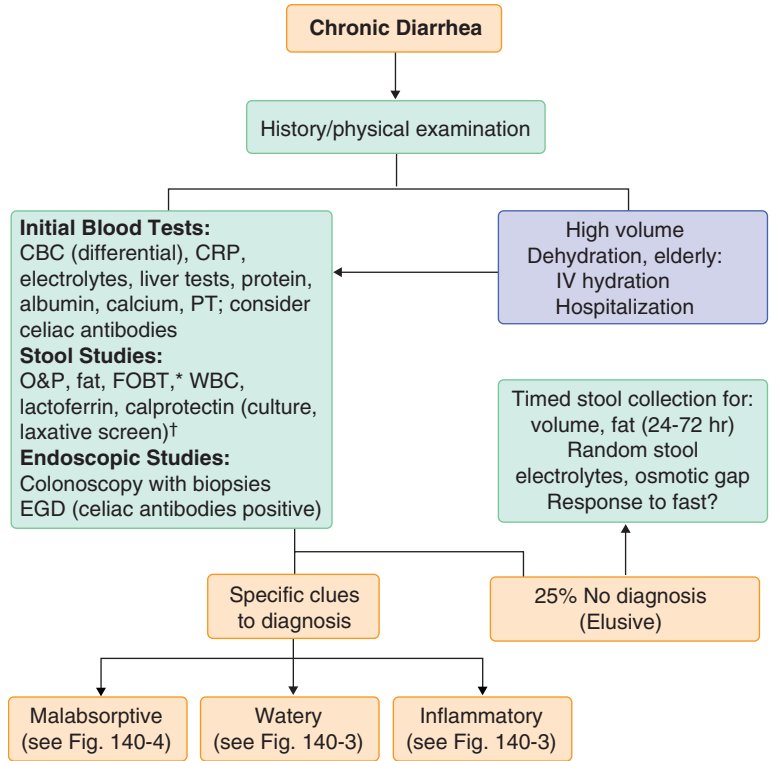 Chronic Diarrhea
History/physical examination
Initial Blood Tests:
CBC (differential), CRP,
electrolytes, liver tests, protein,
albumin, calcium, PT; consider
celiac antibodies
Stool Studies:
O&P, fat, FOBT,* WBC,
lactoferrin, calprotectin (culture,
laxative screen)†
Endoscopic Studies:
Colonoscopy with biopsies
EGD (celiac antibodies positive)
High volume
Dehydration, elderly:
IV hydration
Hospitalization
Timed stool collection for:
volume, fat (24-72 hr)
Random stool
electrolytes, osmotic gap
Response to fast?
Specific clues
to diagnosis
25% No diagnosis
(Elusive)
Malabsorptive
(see Fig. 140-4)
Watery
(see Fig. 140-3)
Inflammatory
(see Fig. 140-3)